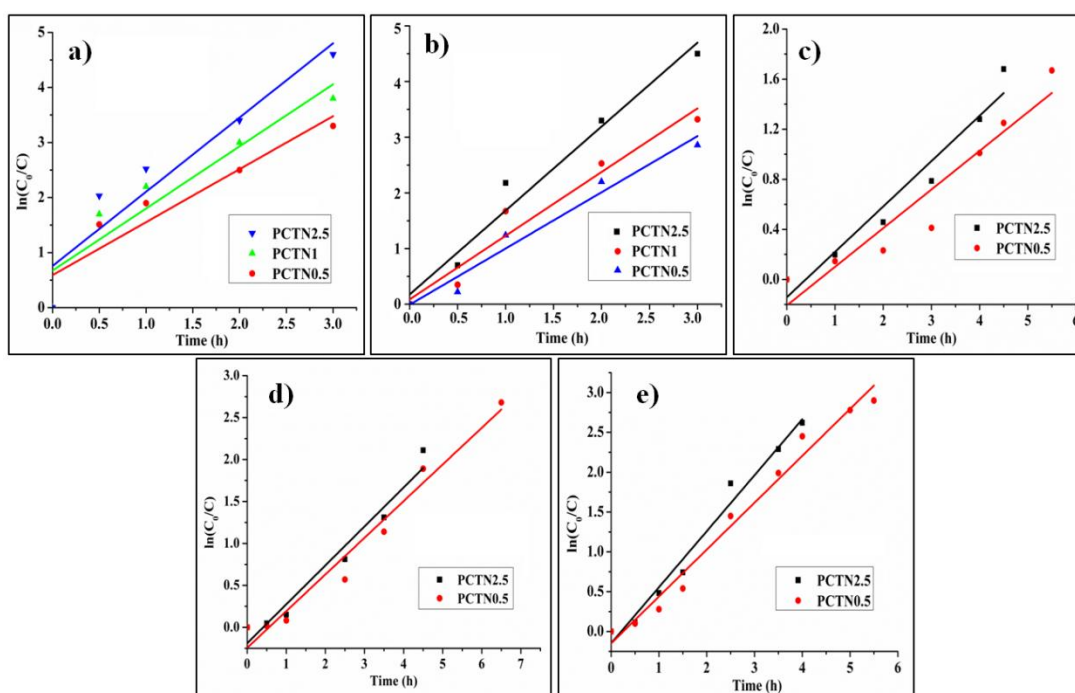 a)
5
4
3
2
1
0
ln(C₀/C)
PCTN2.5
PCTN1
PCTN0.5
0.0 0.5 1.0 1.5 2.0 2.5 3.0
Time (h)
b)
5
4
3
2
1
0
ln(C₀/C)
PCTN2.5
PCTN1
PCTN0.5
0.0 0.5 1.0 1.5 2.0 2.5 3.0
Time (h)
c)
2.0
1.6
1.2
0.8
0.4
0.0
ln(C₀/C)
PCTN2.5
PCTN0.5
0 1 2 3 4 5 6
Time (h)
d)
3.0
2.5
2.0
1.5
1.0
0.5
0.0
ln(C₀/C)
PCTN2.5
PCTN0.5
0 1 2 3 4 5 6 7
Time (h)
e)
3.0
2.5
2.0
1.5
1.0
0.5
0.0
ln(C₀/C)
PCTN2.5
PCTN0.5
0 1 2 3 4 5 6
Time (h)